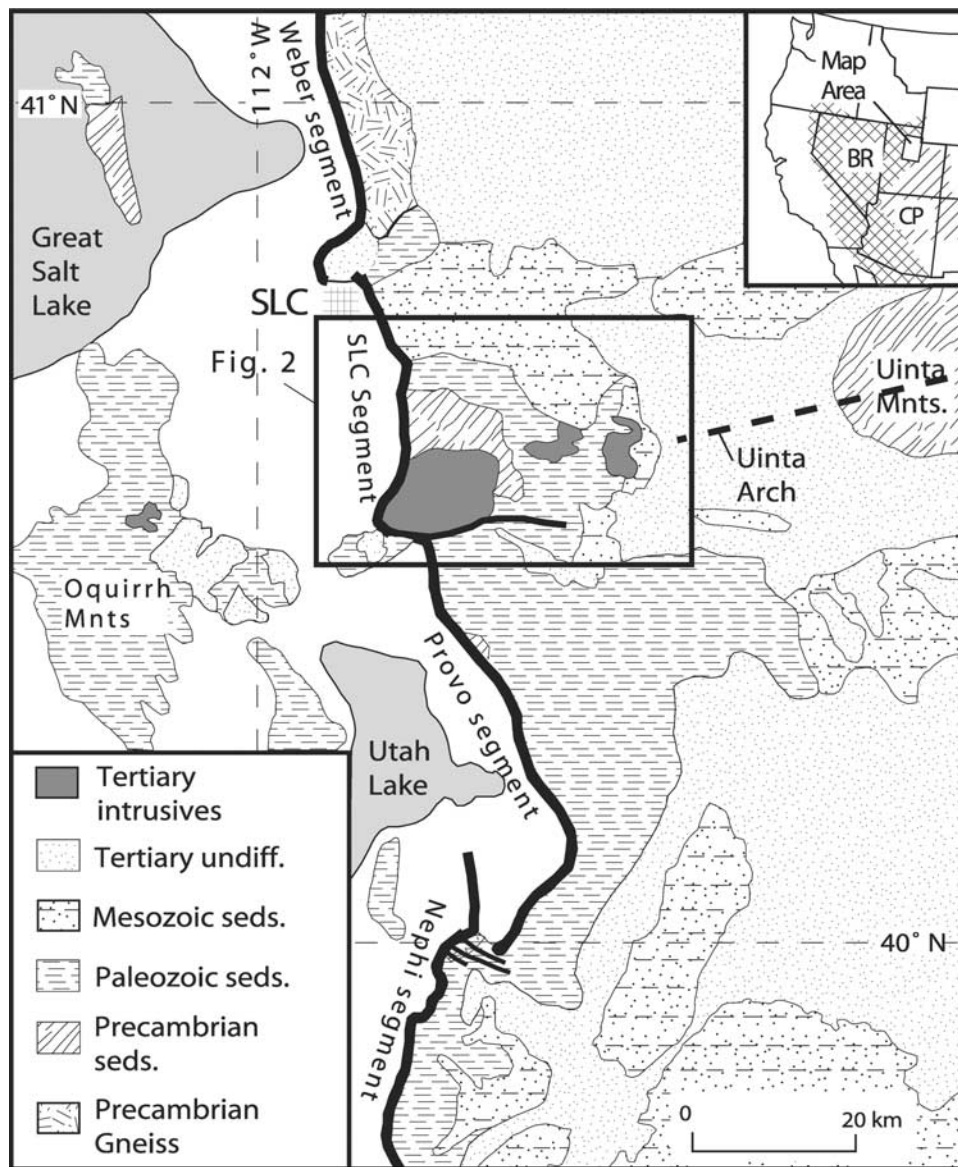 112°W
Weber segment
41° N
Map
Area
BR
CP
Great
Salt
Lake
SLC
Fig. 2
SLC Segment
Uinta
Mnts.
Uinta
Arch
Oquirrh
Mnts
Provo segment
Utah
Lake
Nephi segment
40° N
Tertiary
intrusives
Tertiary undiff.
Mesozoic seds.
Paleozoic seds.
Precambrian
seds.
Precambrian
Gneiss
0
20 km